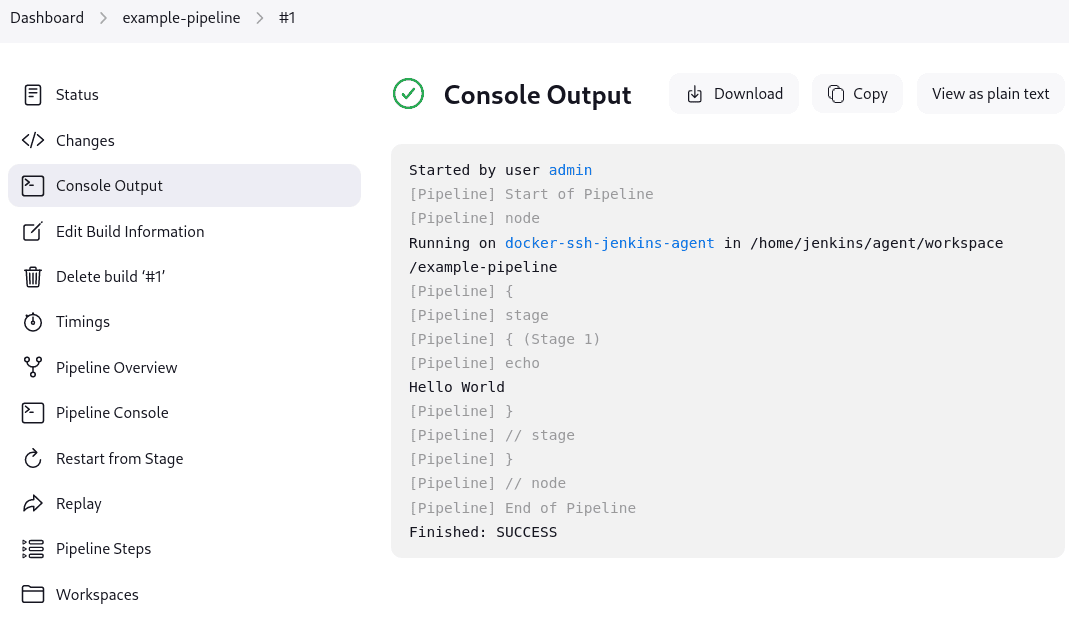 Dashboard > example-pipeline > #1
Status
Changes
Console Output
Edit Build Information
Delete build ‘#1’
Timings
Pipeline Overview
Pipeline Console
Restart from Stage
Replay
Pipeline Steps
Workspaces
Console Output
Download
Copy
View as plain text
Started by user admin
[Pipeline] Start of Pipeline
[Pipeline] node
Running on docker-ssh-jenkins-agent in /home/jenkins/agent/workspace
/example-pipeline
[Pipeline] {
[Pipeline] stage
[Pipeline] { (Stage 1)
[Pipeline] echo
Hello World
[Pipeline] }
[Pipeline] // stage
[Pipeline] }
[Pipeline] // node
[Pipeline] End of Pipeline
Finished: SUCCESS